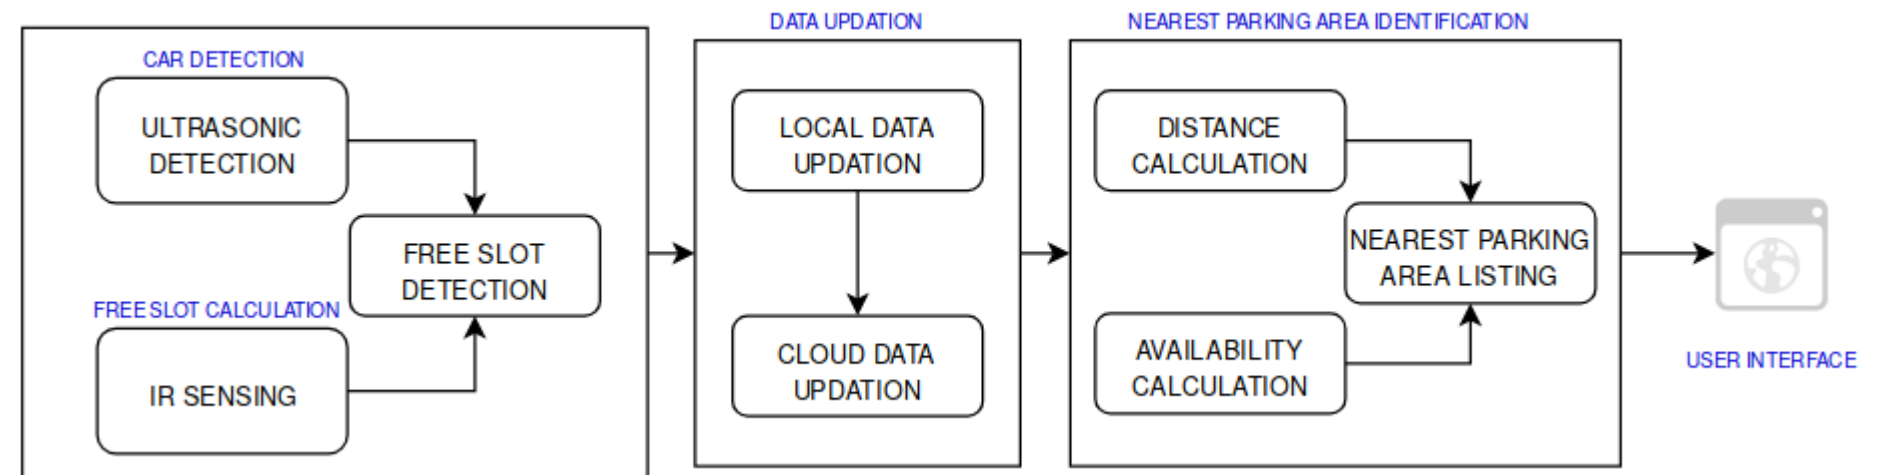 CAR DETECTION
ULTRASONIC
DETECTION
FREE SLOT
DETECTION
FREE SLOT CALCULATION
IR SENSING
DATA UPDATION
LOCAL DATA
UPDATION
CLOUD DATA
UPDATION
NEAREST PARKING AREA IDENTIFICATION
DISTANCE
CALCULATION
NEAREST PARKING
AREA LISTING
AVAILABILITY
CALCULATION
USER INTERFACE